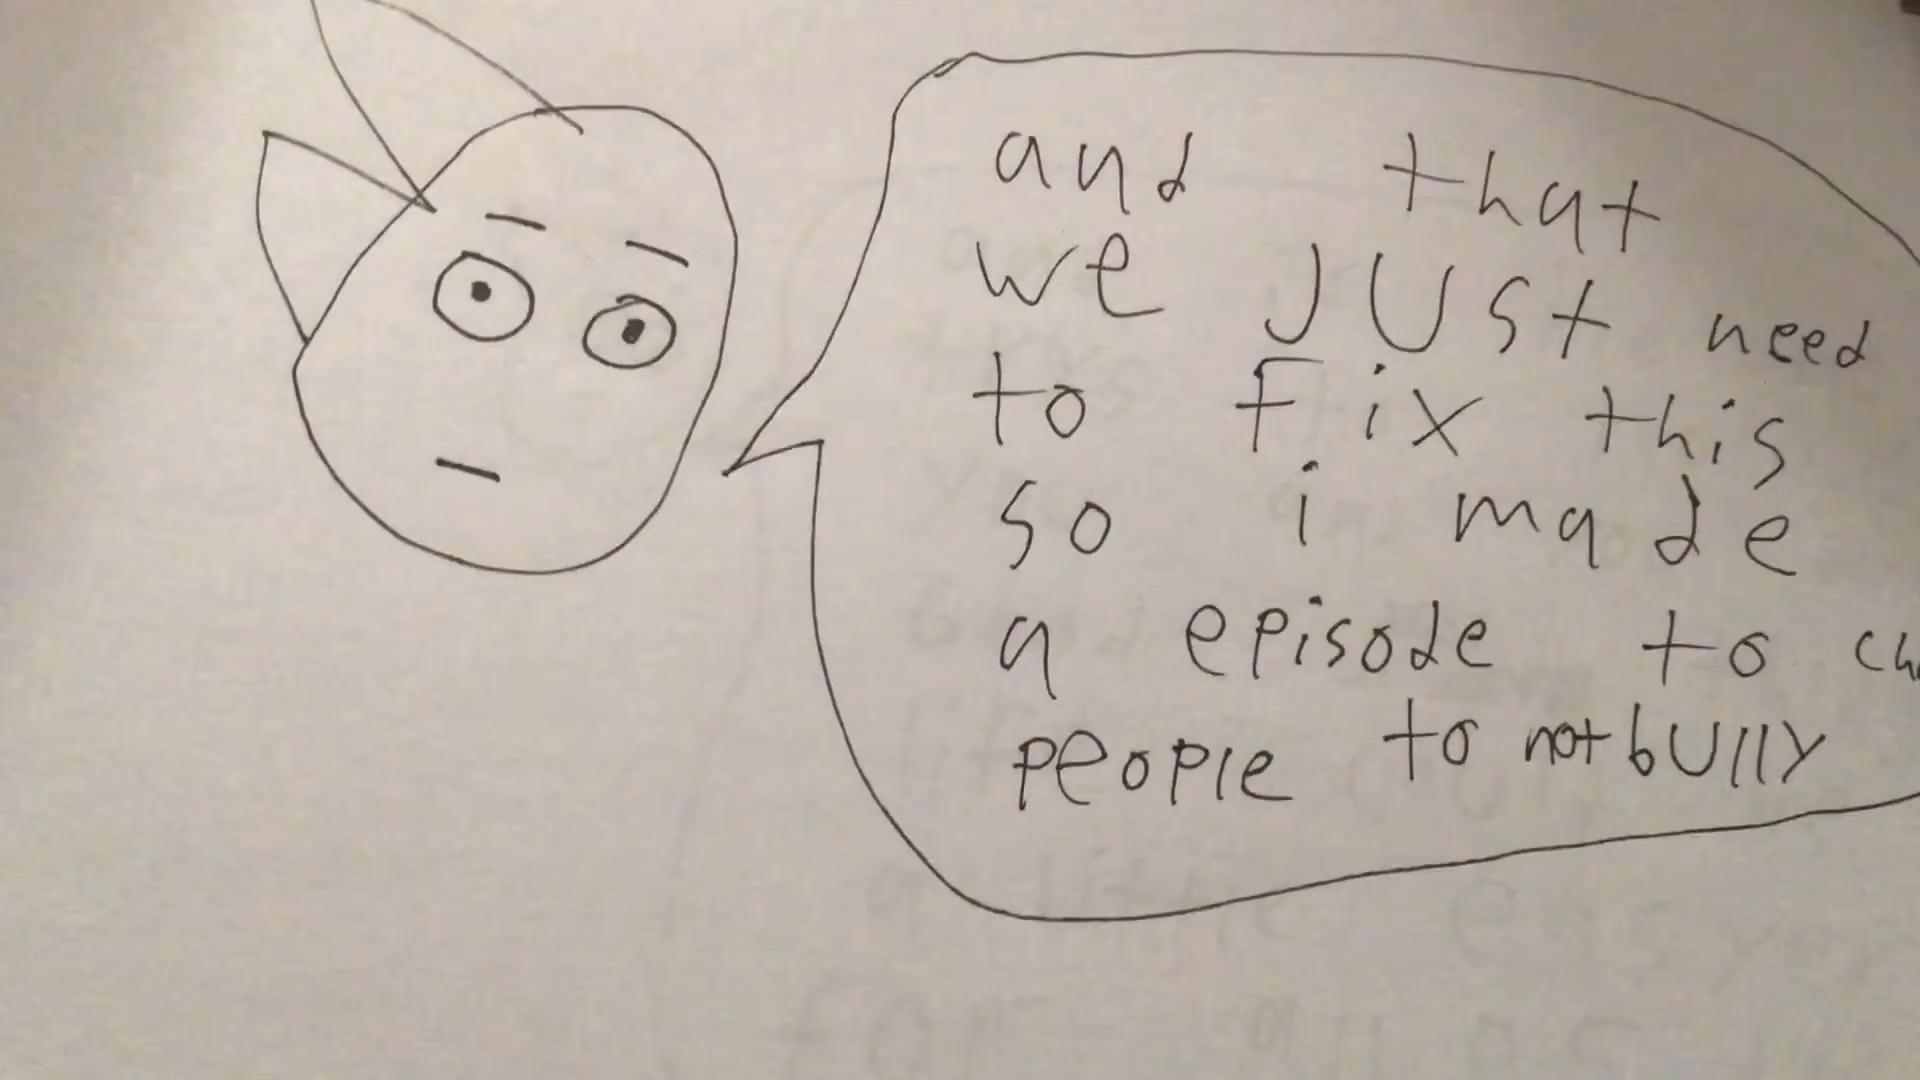 and that
we JUst need
to Fix this
so i made
a episode to
people to not bully